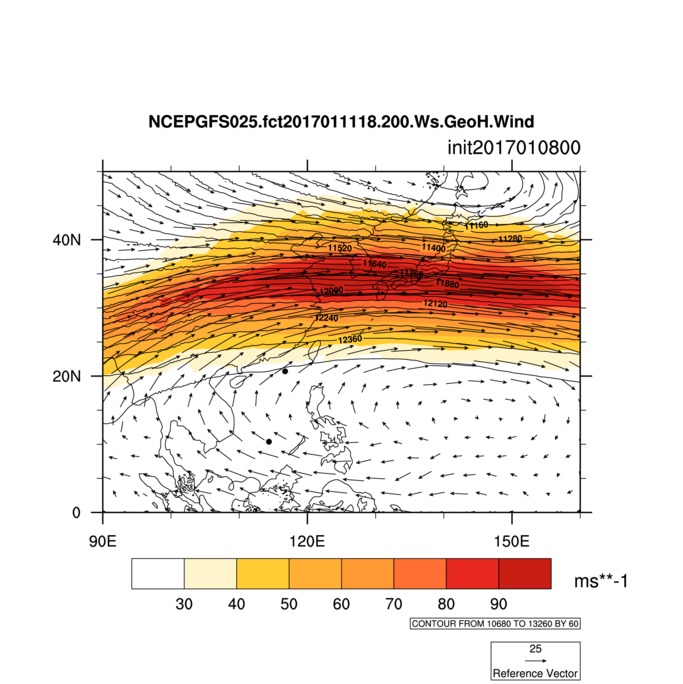 NCEPGFS025.fct2017011118.200.Ws.GeoH.Wind
init2017010800
11160
11280
40N
11520
11400
11640
11880
12000
12120
12240
12360
20N
0
90E 120E 150E
ms**-1
30 40 50 60 70 80 90
CONTOUR FROM 10680 TO 13260 BY 60
25
Reference Vector